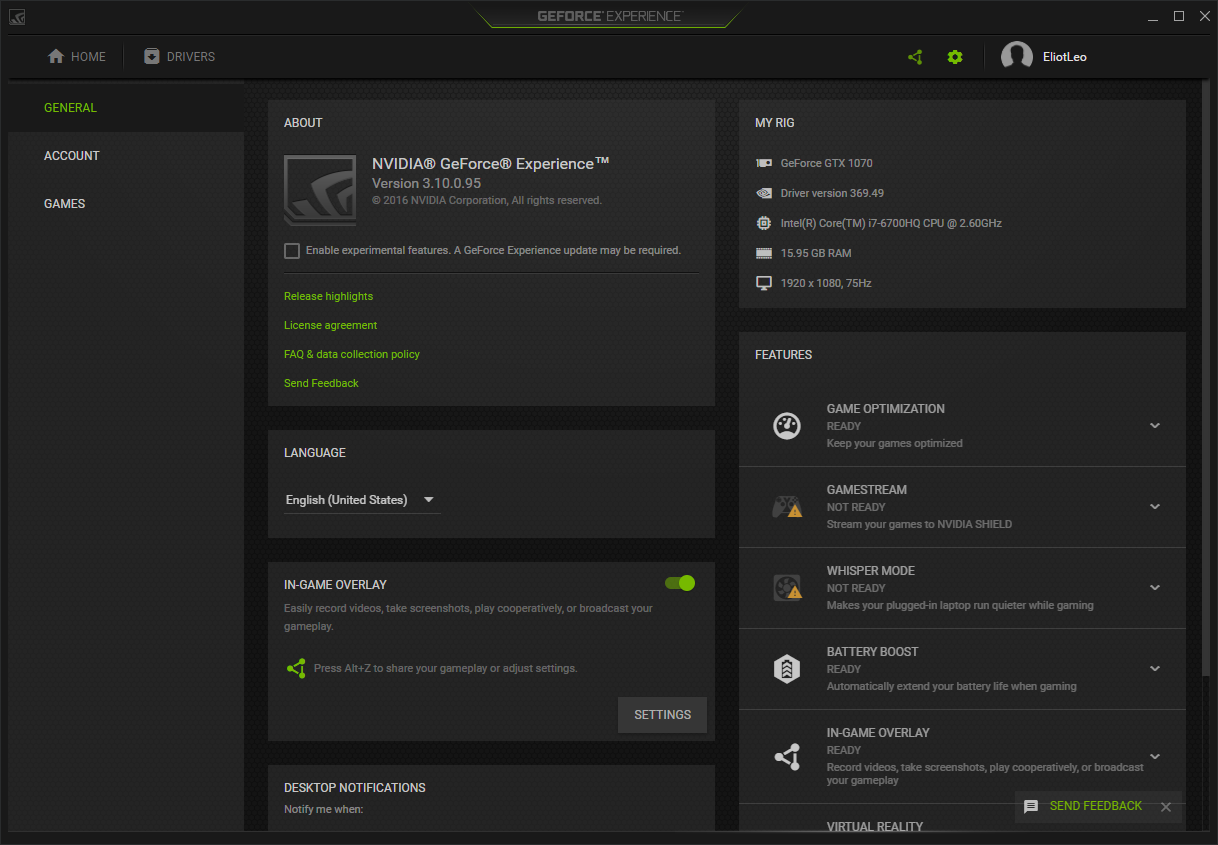 GEFORCE® EXPERIENCE™
HOME
DRIVERS
EliotLeo
GENERAL
ACCOUNT
GAMES
ABOUT
NVIDIA® GeForce® Experience™
Version 3.10.0.95
© 2016 NVIDIA Corporation, All rights reserved.
Enable experimental features. A GeForce Experience update may be required.
Release highlights
License agreement
FAQ & data collection policy
Send Feedback
LANGUAGE
English (United States)
IN-GAME OVERLAY
Easily record videos, take screenshots, play cooperatively, or broadcast your
gameplay.
Press Alt+Z to share your gameplay or adjust settings.
SETTINGS
DESKTOP NOTIFICATIONS
Notify me when:
MY RIG
GeForce GTX 1070
Driver version 369.49
Intel(R) Core(TM) i7-6700HQ CPU @ 2.60GHz
15.95 GB RAM
1920 x 1080, 75Hz
FEATURES
GAME OPTIMIZATION
READY
Keep your games optimized
GAMESTREAM
NOT READY
Stream your games to NVIDIA SHIELD
WHISPER MODE
NOT READY
Makes your plugged-in laptop run quieter while gaming
BATTERY BOOST
READY
Automatically extend your battery life when gaming
IN-GAME OVERLAY
READY
Record videos, take screenshots, play cooperatively, or broadcast
your gameplay
SEND FEEDBACK
VIRTUAL REALITY